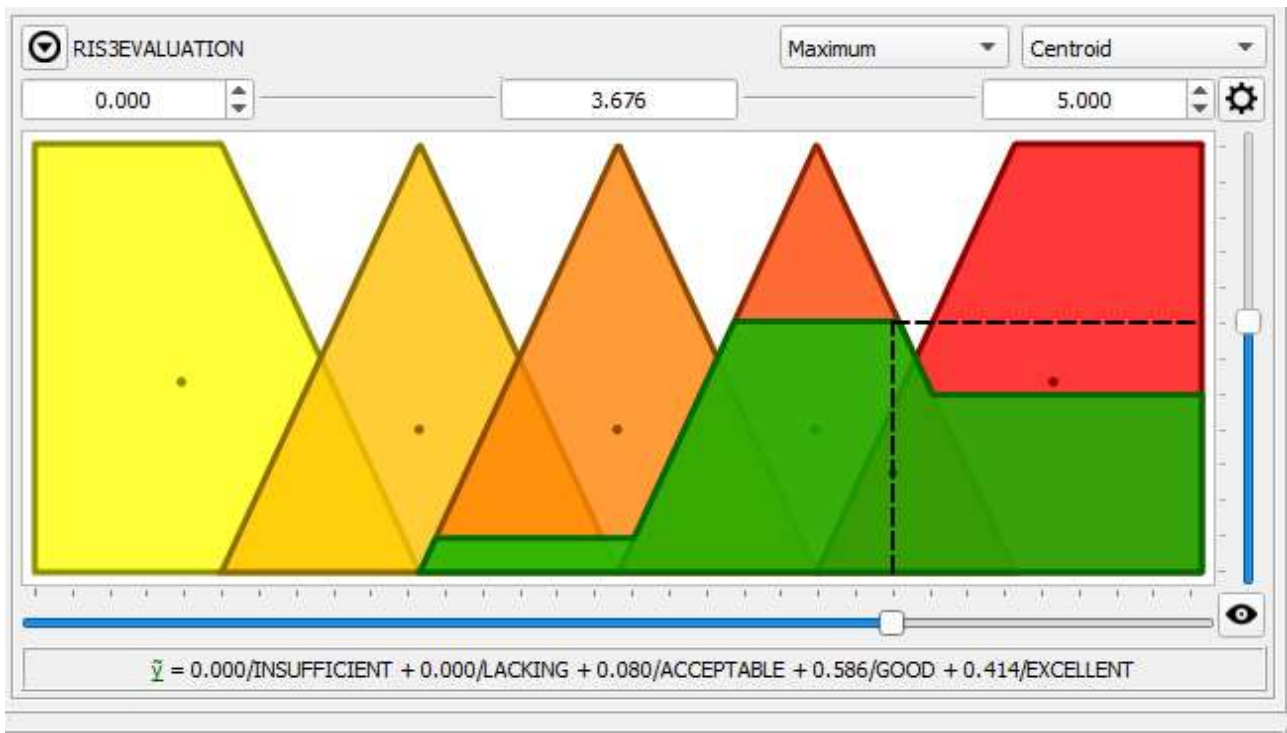 RIS3EVALUATION Maximum Centroid
0.000 3.676 5.000
ỹ = 0.000/INSUFFICIENT + 0.000/LACKING + 0.080/ACCEPTABLE + 0.586/GOOD + 0.414/EXCELLENT